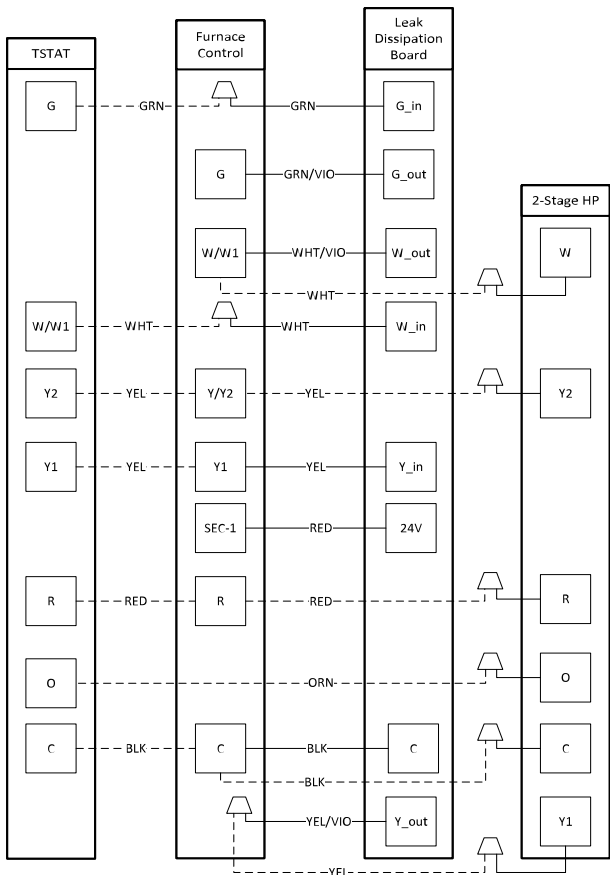 Leak
Dissipation
Board
Furnace
Control
TSTAT
G
GRN
GRN
G_in
G
GRN/VIO
G_out
2-Stage HP
W/W1
WHT/VIO
W_out
W
WHT
W/W1
WHT
WHT
W_in
Y2
YEL
Y/Y2
YEL
Y2
Y1
YEL
Y1
YEL
Y_in
SEC-1
RED
24V
R
RED
R
RED
R
O
ORN
O
C
BLK
C
BLK
C
C
BLK
YEL/VIO
Y_out
Y1
YEL